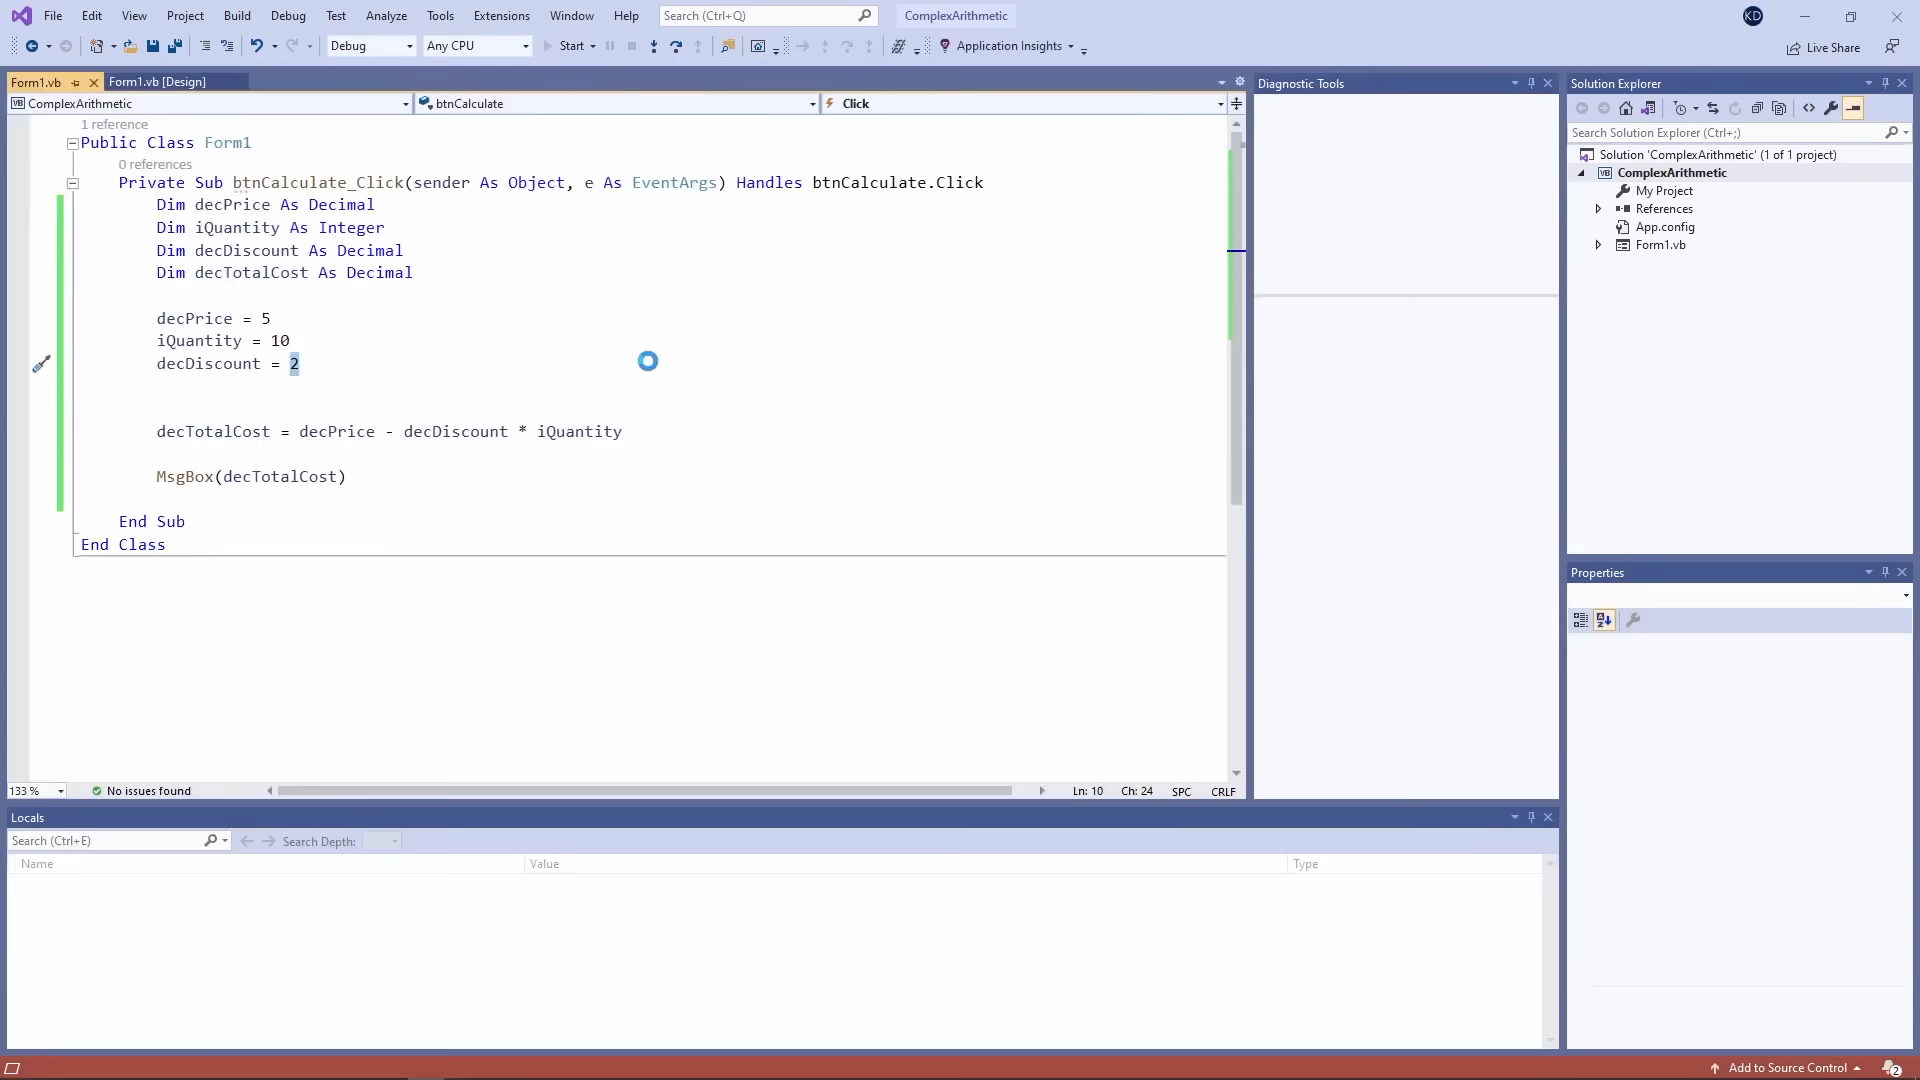 File Edit View Project Build Debug Test Analyze Tools Extensions Window Help Search (Ctrl+Q) ComplexArithmetic KD
Debug Any CPU Start Application Insights Live Share
Form1.vb Form1.vb [Design]
ComplexArithmetic btnCalculate Click
1 reference
Public Class Form1
0 references
Private Sub btnCalculate_Click(sender As Object, e As EventArgs) Handles btnCalculate.Click
Dim decPrice As Decimal
Dim iQuantity As Integer
Dim decDiscount As Decimal
Dim decTotalCost As Decimal
decPrice = 5
iQuantity = 10
decDiscount = 2
decTotalCost = decPrice - decDiscount * iQuantity
MsgBox(decTotalCost)
End Sub
End Class
133 % No issues found Ln: 10 Ch: 24 SPC CRLF
Diagnostic Tools
Solution Explorer
Search Solution Explorer (Ctrl+;)
Solution 'ComplexArithmetic' (1 of 1 project)
ComplexArithmetic
My Project
References
App.config
Form1.vb
Properties
Locals
Search (Ctrl+E) Search Depth:
Name Value Type
Add to Source Control 2